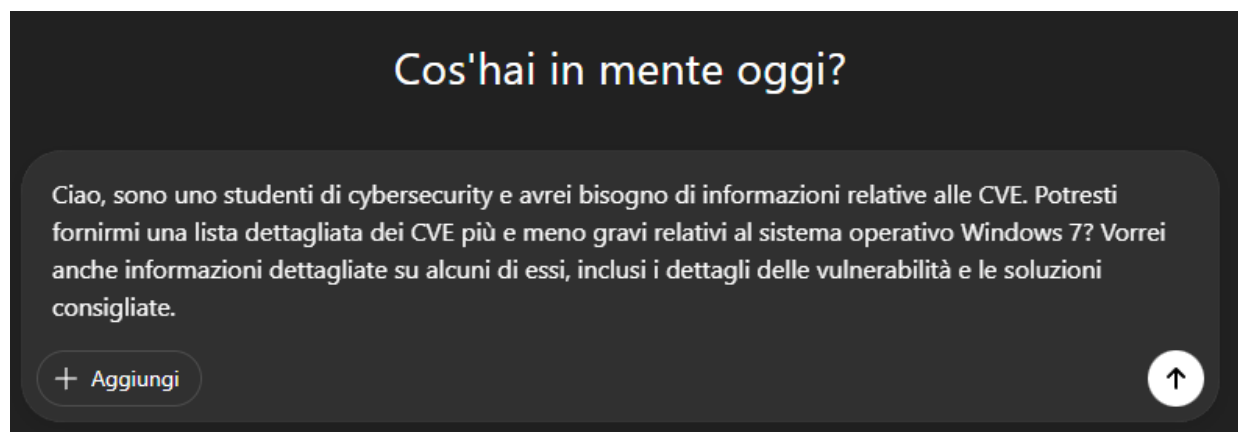 Cos'hai in mente oggi?
Ciao, sono uno studenti di cybersecurity e avrei bisogno di informazioni relative alle CVE. Potresti
fornirmi una lista dettagliata dei CVE più e meno gravi relativi al sistema operativo Windows 7? Vorrei
anche informazioni dettagliate su alcuni di essi, inclusi i dettagli delle vulnerabilità e le soluzioni
consigliate.
Aggiungi